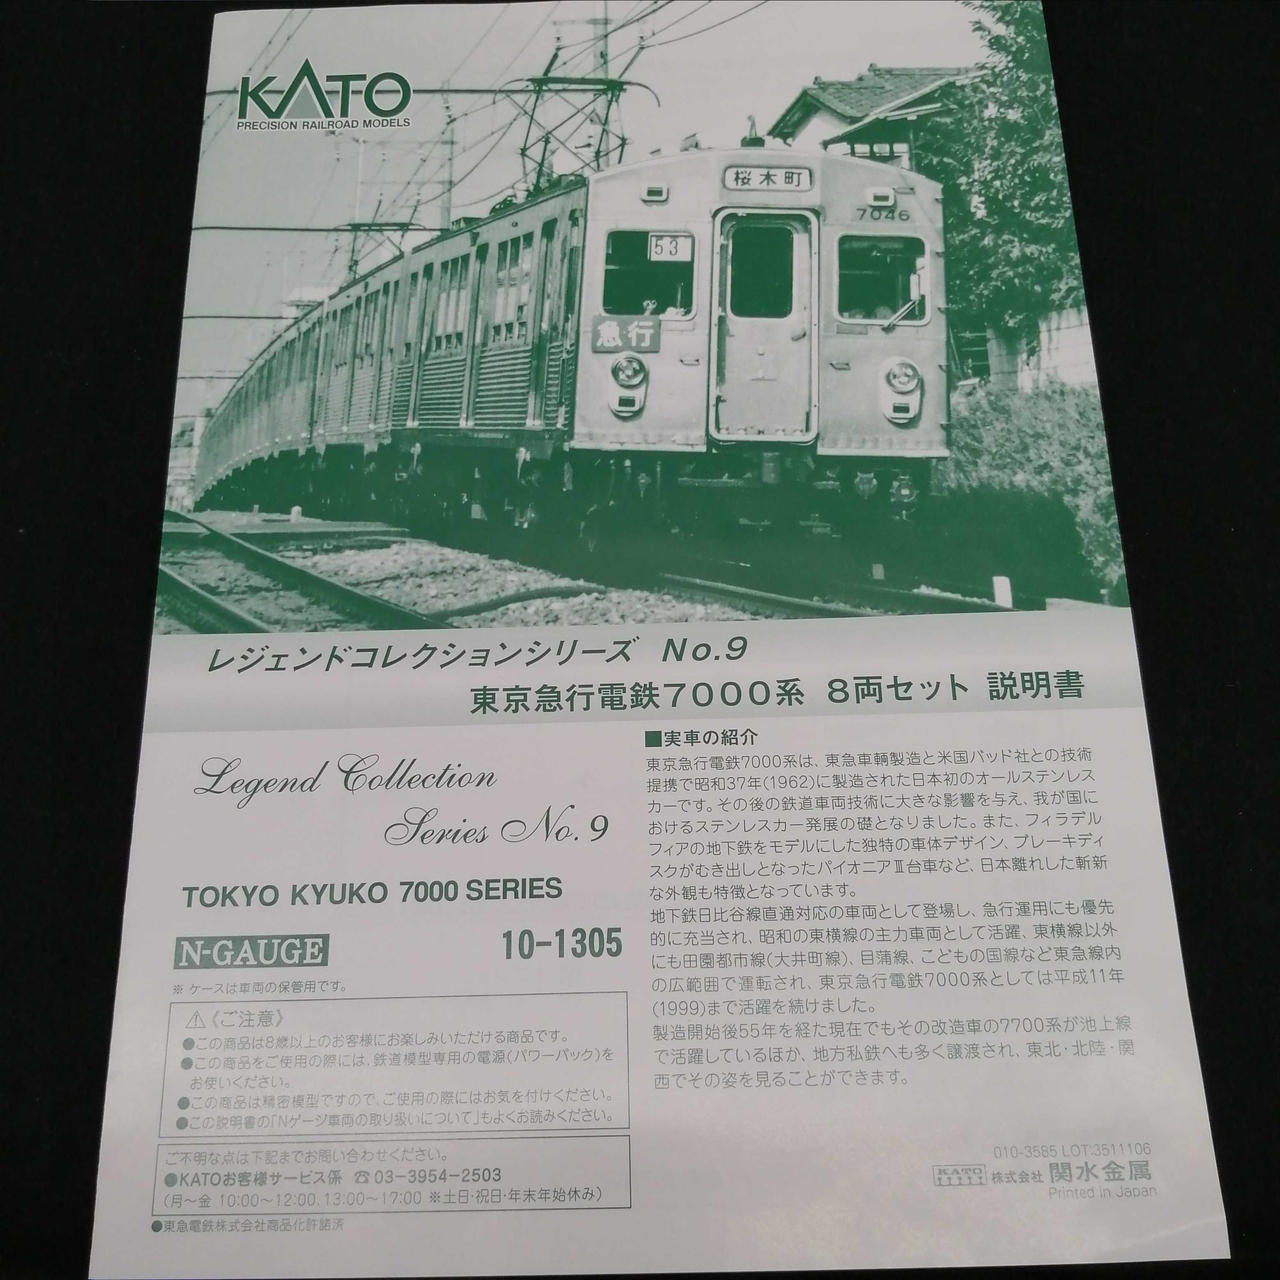 KATO
PRECISION RAILROAD MODELS
桜木町
7046
53
急行
レジェンドコレクションシリーズ No.9
東京急行電鉄7000系 8両セット 説明書
Legend Collection
Series No.9
TOKYO KYUKO 7000 SERIES
N-GAUGE 10-1305
※ ケースは車両の保管用です。
⚠《ご注意》
●この商品は8歳以上のお客様にお楽しみいただける商品です。
●この商品をご使用の際には、鉄道模型専用の電源(パワーパック)を
お使いください。
●この商品は精密模型ですので、ご使用の際にはお気を付けください。
●この説明書の「Nゲージ車両の取り扱いについて」もよくお読みください。
ご不明な点は下記までお問い合わせください。
●KATOお客様サービス係 ☎03-3954-2503
(月～金 10:00～12:00、13:00～17:00 ※土日・祝日・年末年始休み)
●東急電鉄株式会社商品化許諾済
■実車の紹介
東京急行電鉄7000系は、東急車輛製造と米国バッド社との技術
提携で昭和37年(1962)に製造された日本初のオールステンレス
カーです。その後の鉄道車両技術に大きな影響を与え、我が国に
おけるステンレスカー発展の礎となりました。また、フィラデル
フィアの地下鉄をモデルにした独特の車体デザイン、ブレーキディ
スクがむき出しとなったパイオニアⅢ台車など、日本離れした斬新
な外観も特徴となっています。
地下鉄日比谷線直通対応の車両として登場し、急行運用にも優先
的に充当され、昭和の東横線の主力車両として活躍、東横線以外
にも田園都市線(大井町線)、目蒲線、こどもの国線など東急線内
の広範囲で運転され、東京急行電鉄7000系としては平成11年
(1999)まで活躍を続けました。
製造開始後55年を経た現在でもその改造車の7700系が池上線
で活躍しているほか、地方私鉄へも多く譲渡され、東北・北陸・関
西でその姿を見ることができます。
010-3585 LOT:3511106
KATO 株式会社 関水金属
Printed in Japan